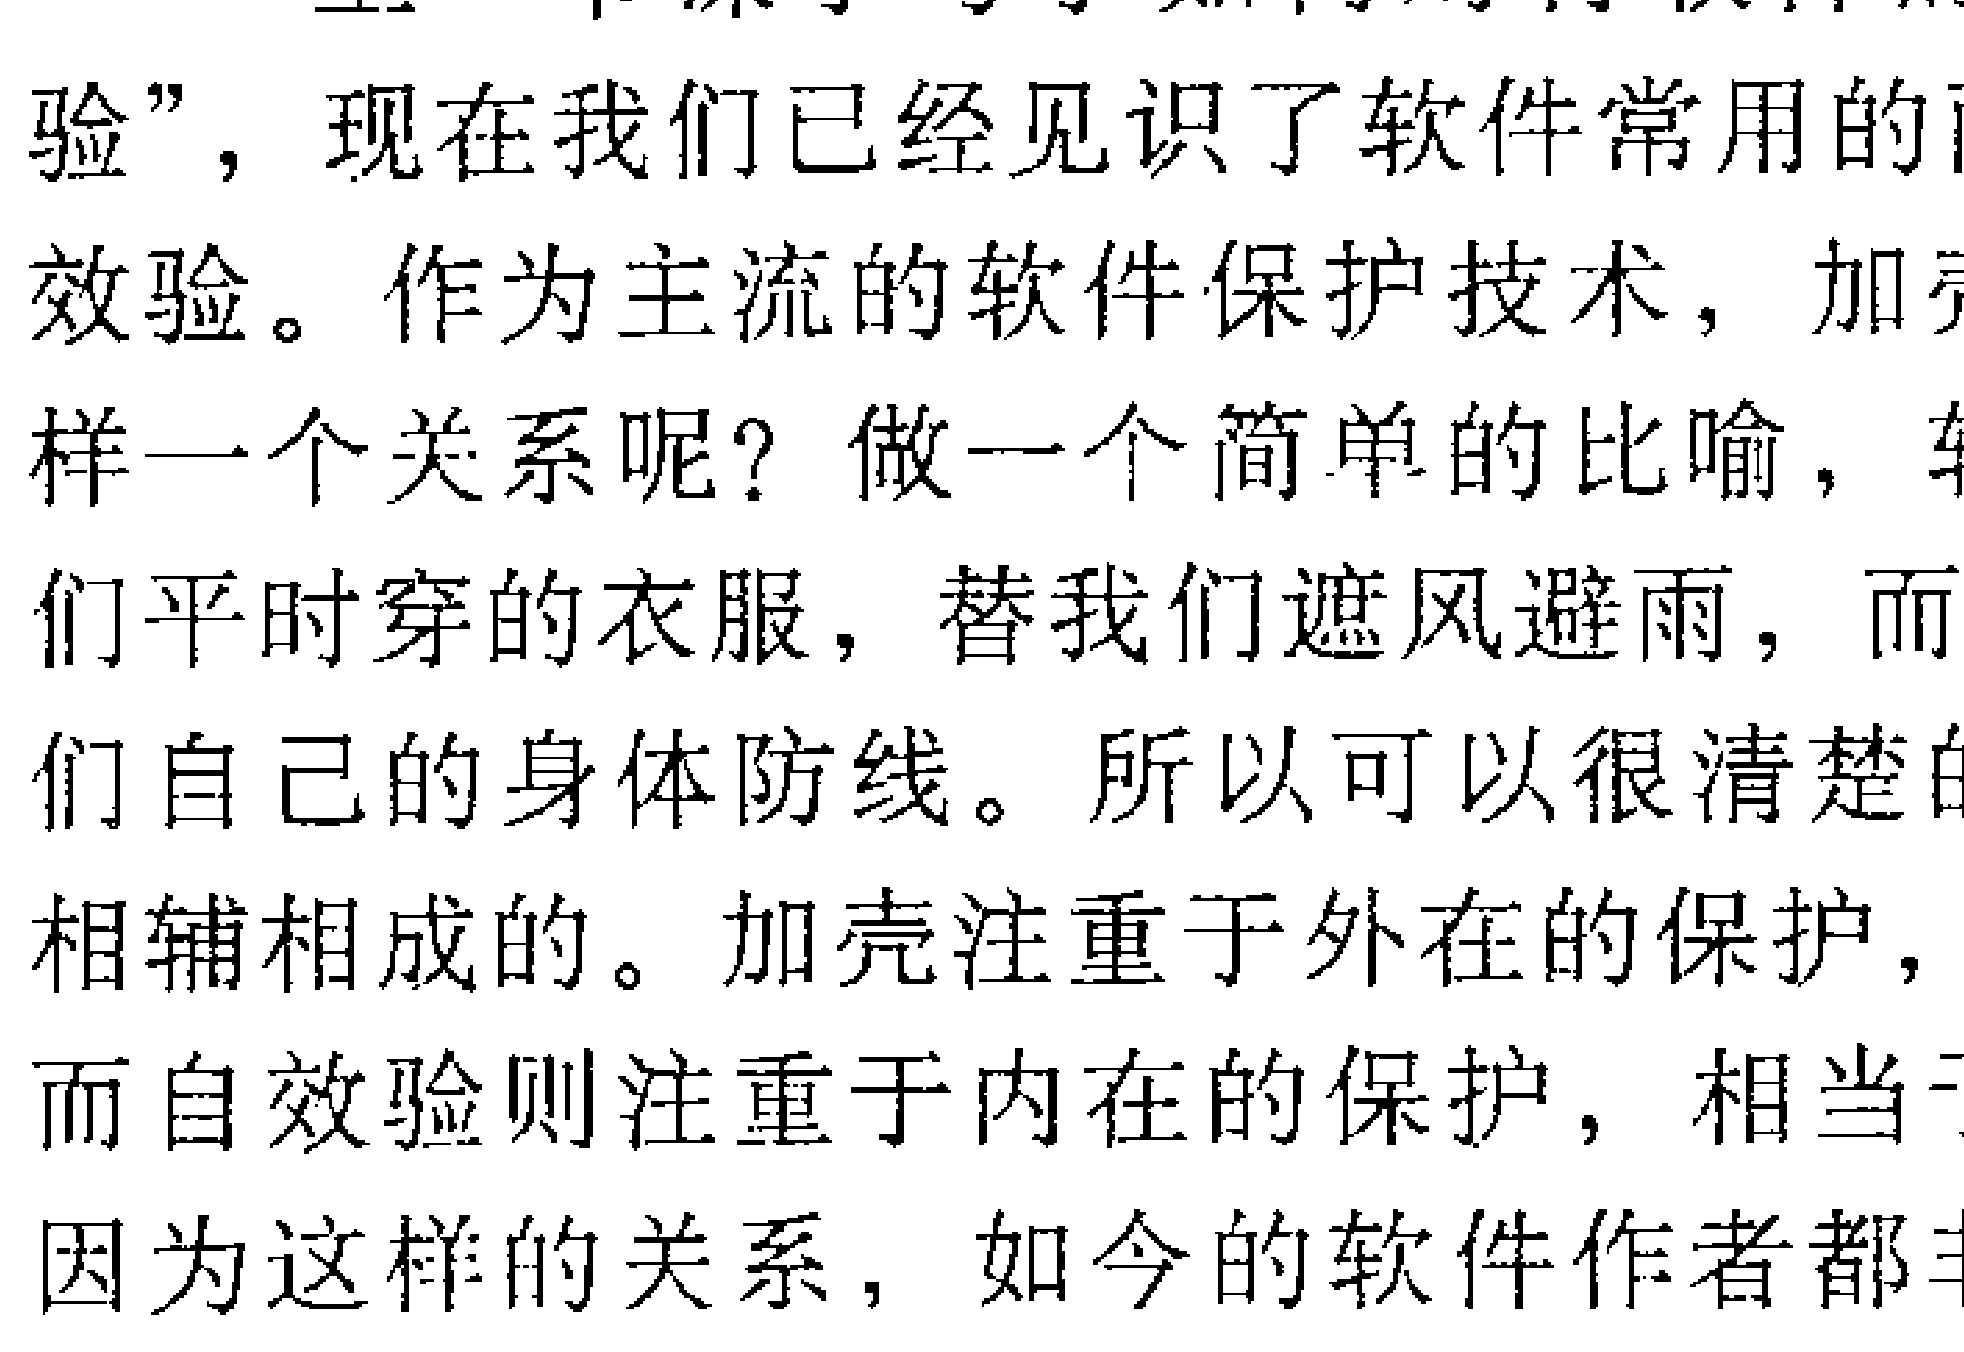 验”，现在我们已经见识了软件常用的
效验。作为主流的软件保护技术，加
样一个关系呢？做一个简单的比喻，
们平时穿的衣服，替我们遮风避雨，而
们自己的身体防线。所以可以很清楚的
相辅相成的。加壳注重于外在的保护，
而自效验则注重于内在的保护，相当
因为这样的关系，如今的软件作者都